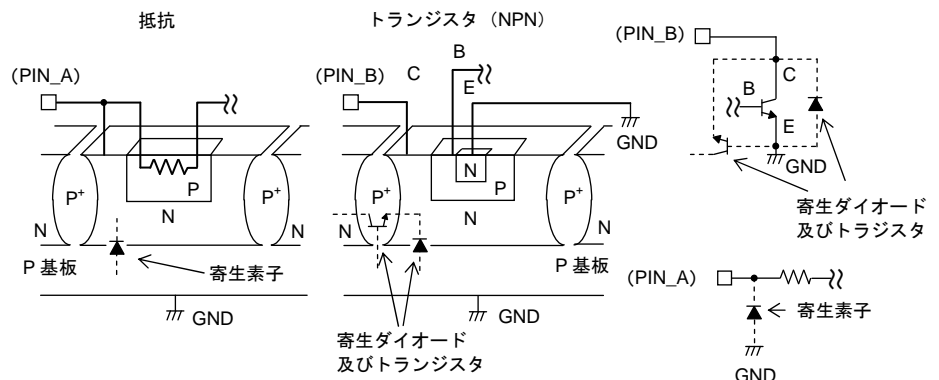 抵抗
(PIN_A)
P+
P
P+
N
N
N
P 基板
寄生素子
GND
トランジスタ (NPN)
(PIN_B)
C
B
E
GND
P+
N
P
P+
N
N
N
P 基板
GND
寄生ダイオード
及びトランジスタ
(PIN_B)
C
B
E
GND
寄生ダイオード
及びトラジスタ
(PIN_A)
寄生素子
GND